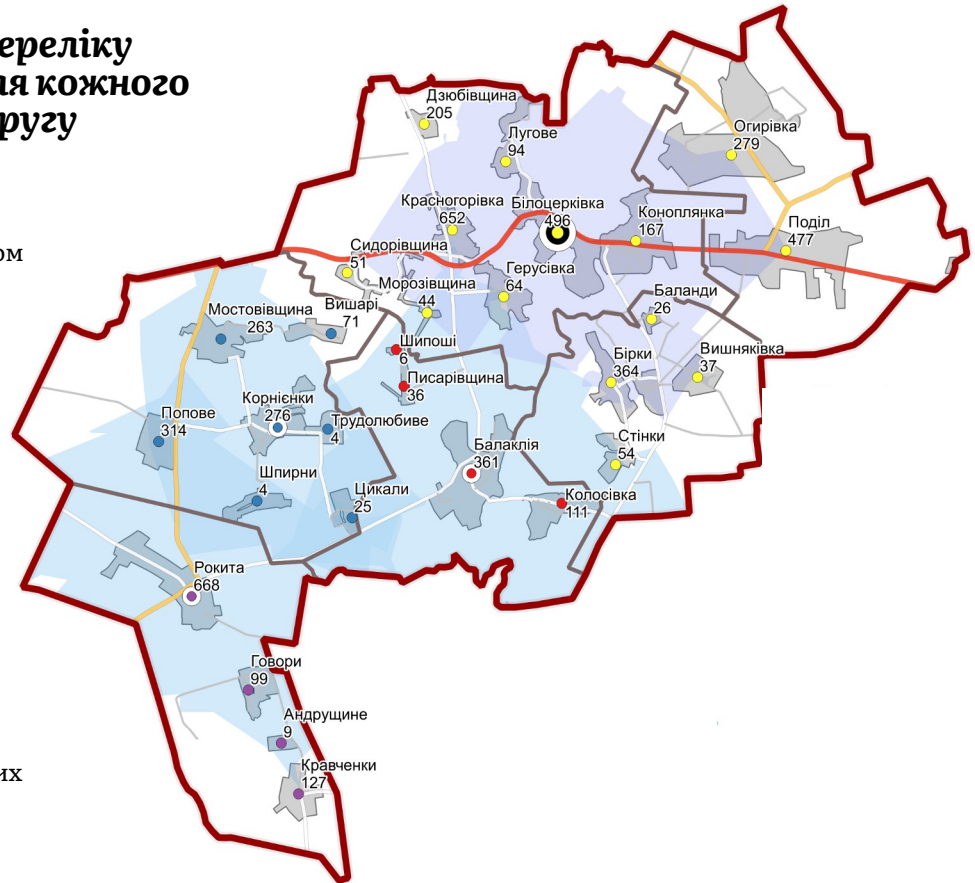 ереліку
ля кожного
ругу
ом
их
Дзюбівщина
205
Лугове
94
Огирівка
279
Красногорівка
652
Білоцерківка
496
Коноплянка
167
Поділ
477
Сидорівщина
51
Герусівка
64
Морозівщина
44
Баланди
26
Мостовівщина
263
Вишарі
71
Шипоші
6
Бірки
364
Вишняківка
37
Писарівщина
36
Корнієнки
276
Попове
314
Трудолюбиве
4
Балаклія
361
Стінки
54
Шпирни
4
Цикали
25
Колосівка
111
Рокита
668
Говори
99
Андрущине
9
Кравченки
127